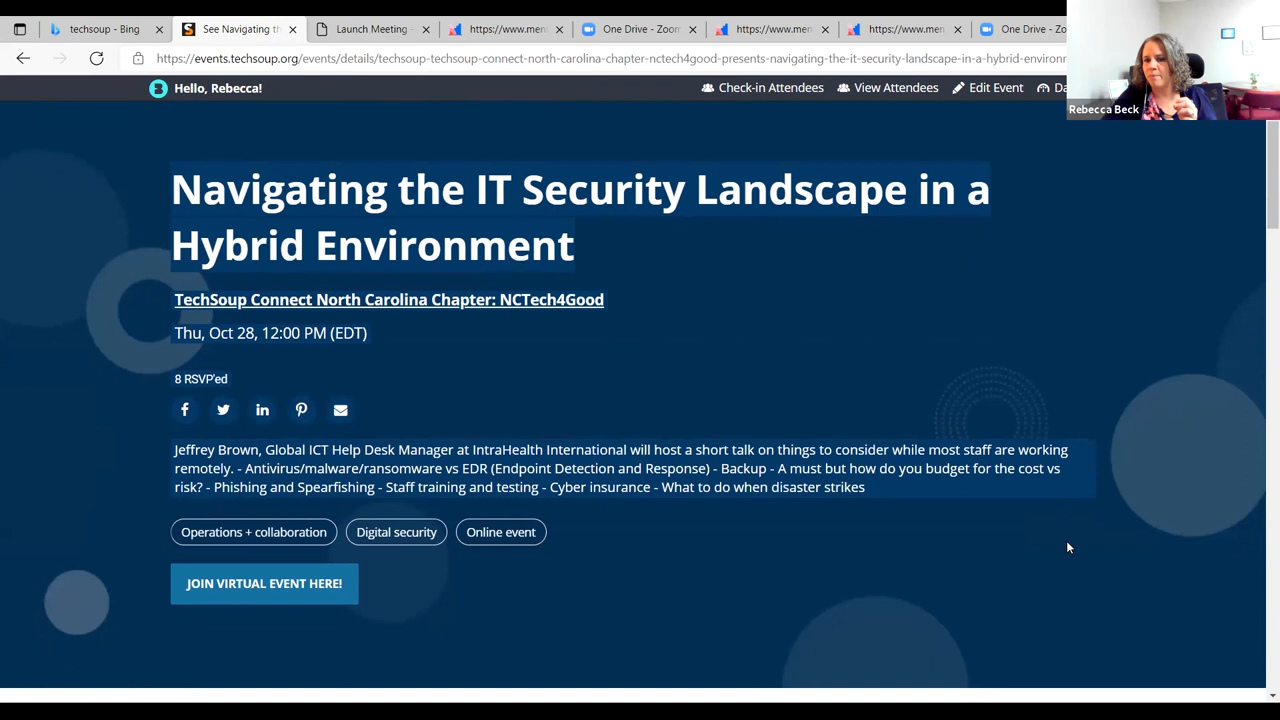 techsoup - Bing
See Navigating th
Launch Meeting -
https://www.men
One Drive - Zoom
https://www.me
https://www.men
One Drive - Zo
https://events.techsoup.org/events/details/techsoup-techsoup-connect-north-carolina-chapter-nctech4good-presents-navigating-the-it-security-landscape-in-a-hybrid-environm
Hello, Rebecca!
Check-in Attendees
View Attendees
Edit Event
Da
Rebecca Beck
Navigating the IT Security Landscape in a
Hybrid Environment
TechSoup Connect North Carolina Chapter: NCTech4Good
Thu, Oct 28, 12:00 PM (EDT)
8 RSVP'ed
Jeffrey Brown, Global ICT Help Desk Manager at IntraHealth International will host a short talk on things to consider while most staff are working
remotely. - Antivirus/malware/ransomware vs EDR (Endpoint Detection and Response) - Backup - A must but how do you budget for the cost vs
risk? - Phishing and Spearfishing - Staff training and testing - Cyber insurance - What to do when disaster strikes
Operations + collaboration
Digital security
Online event
JOIN VIRTUAL EVENT HERE!